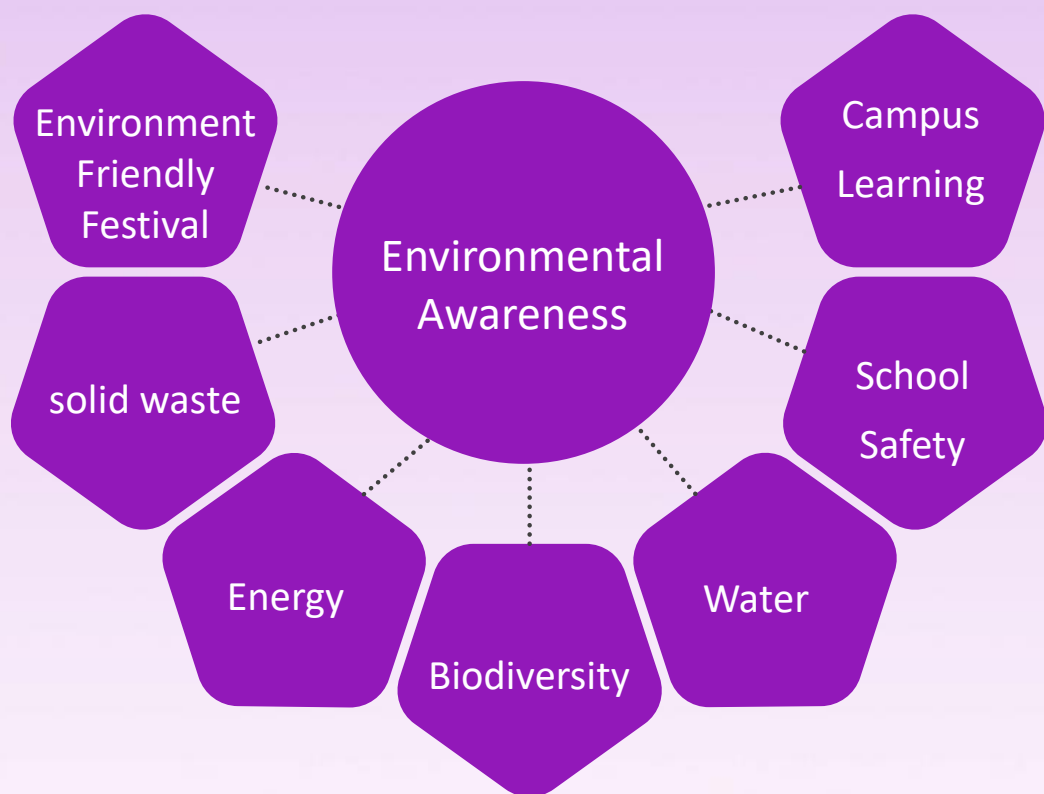 Environment
Friendly
Festival
Campus
Learning
Environmental
Awareness
solid waste
School
Safety
Energy
Water
Biodiversity